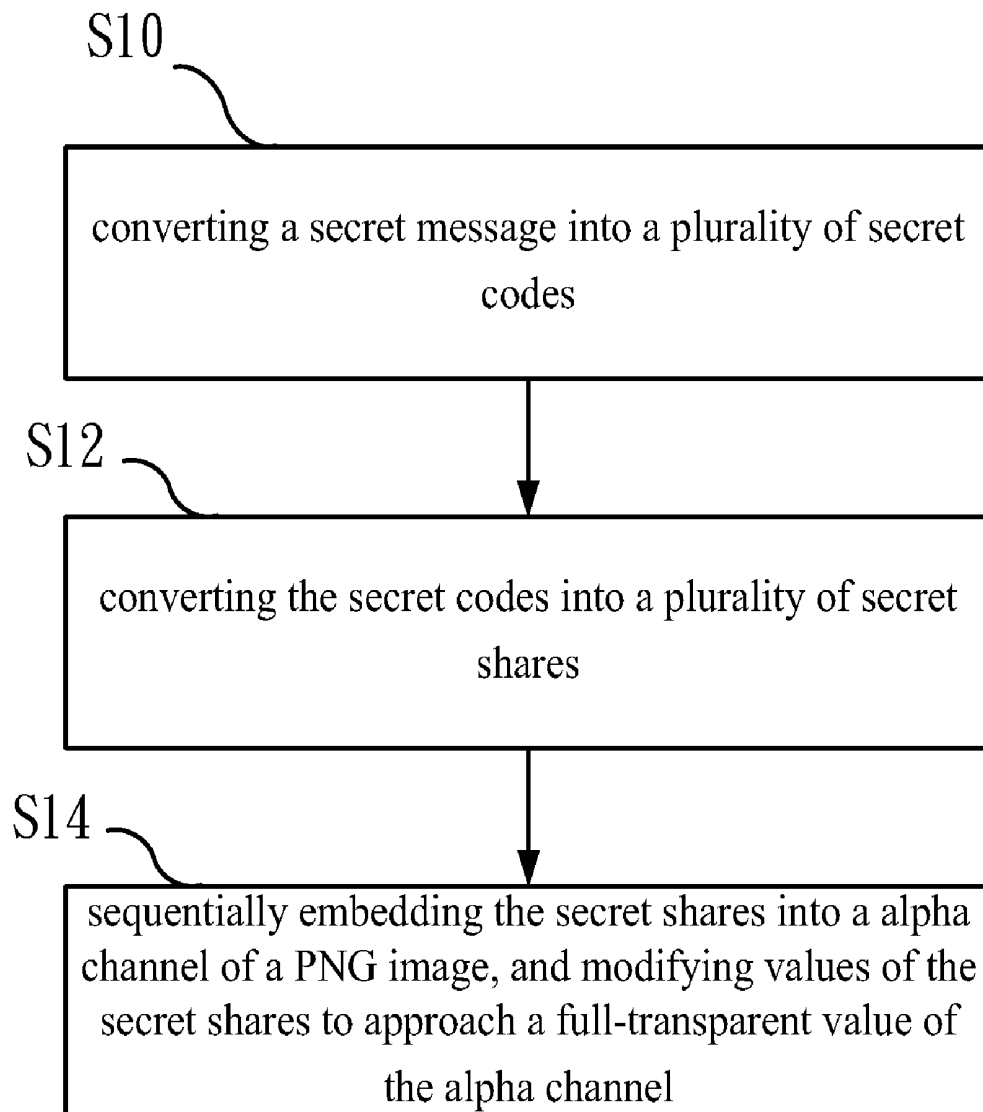 S10
converting a secret message into a plurality of secret
codes
S12
converting the secret codes into a plurality of secret
shares
S14
sequentially embedding the secret shares into a alpha
channel of a PNG image, and modifying values of the
secret shares to approach a full-transparent value of
the alpha channel